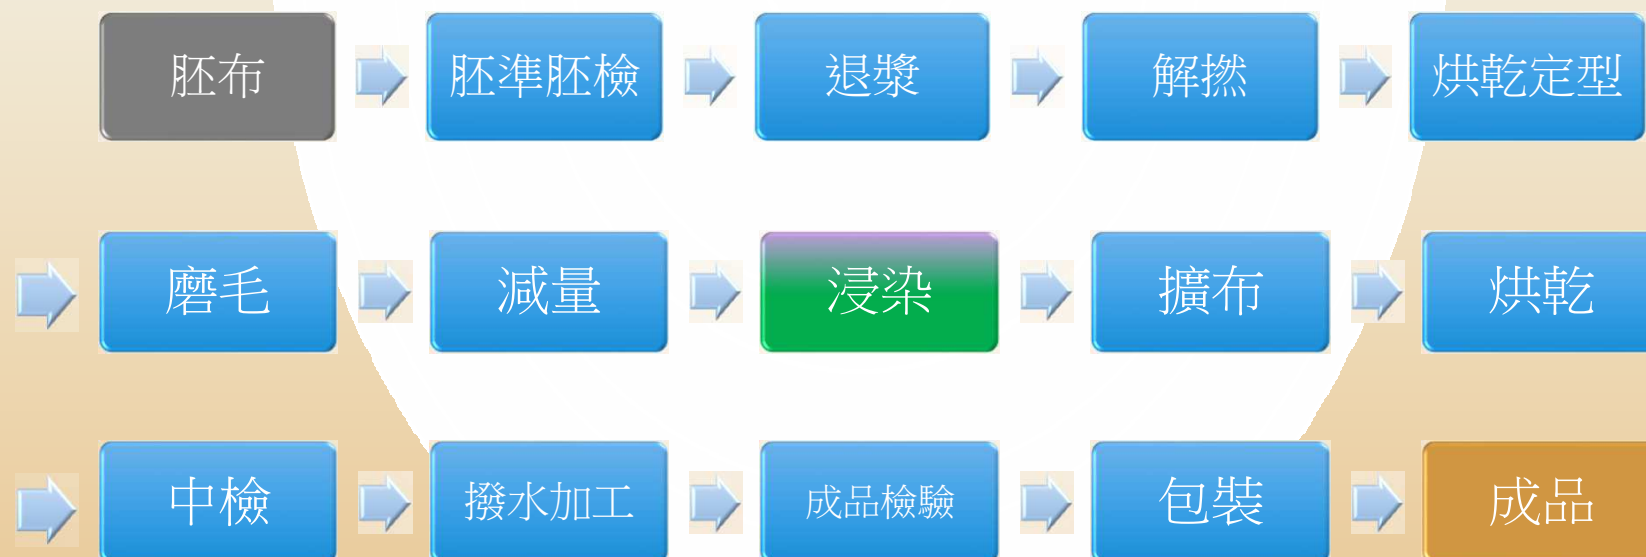 胚布 胚準胚檢 退漿 解撚 烘乾定型
磨毛 減量 浸染 擴布 烘乾
中檢 撥水加工 成品檢驗 包裝 成品